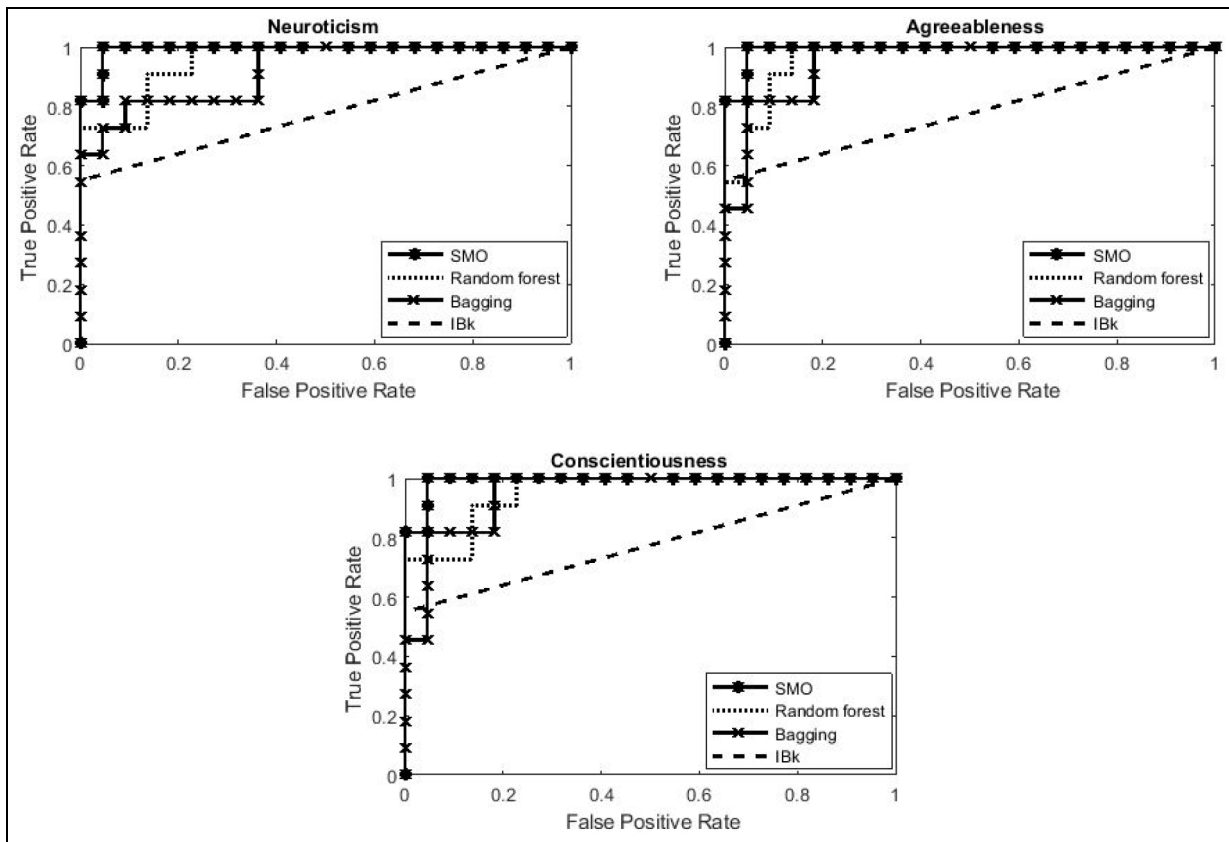 Neuroticism
1
0.8
0.6
0.4
0.2
0
True Positive Rate
SMO
Random forest
Bagging
IBk
0
0.2
0.4
0.6
0.8
1
False Positive Rate
Agreeableness
1
0.8
0.6
0.4
0.2
0
True Positive Rate
SMO
Random forest
Bagging
IBk
0
0.2
0.4
0.6
0.8
1
False Positive Rate
Conscientiousness
1
0.8
0.6
0.4
0.2
0
True Positive Rate
SMO
Random forest
Bagging
IBk
0
0.2
0.4
0.6
0.8
1
False Positive Rate